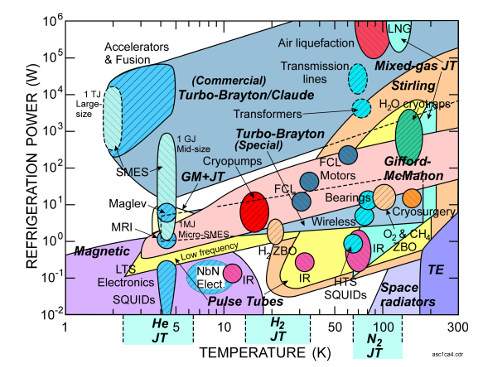 10^6
10^5
10^4
10^3
10^2
10^1
10^0
10^-1
10^-2
REFRIGERATION POWER (W)
LNG
Air liquefaction
Accelerators
& Fusion
Mixed-gas JT
Transmission
lines
(Commercial)
Turbo-Brayton/Claude
Stirling
1 TJ
Large-
size
H2O cryotraps
Transformers
Turbo-Brayton
(Special)
1 GJ
Mid-size
Cryopumps
FCL
Motors
Gifford-
McMahon
SMES
GM+JT
FCL
Maglev
Bearings
1MJ
Micro-SMES
Cryosurgery
MRI
Wireless
O2 & CH4
ZBO
Magnetic
Low frequency
H2 ZBO
IR
LTS
Electronics
NbN
Elect.
IR
IR
TE
HTS
SQUIDs
SQUIDs
Pulse Tubes
Space
radiators
1
5
10
50
100
300
He
JT
H2
JT
N2
JT
TEMPERATURE (K)
asc1ca4.cdr